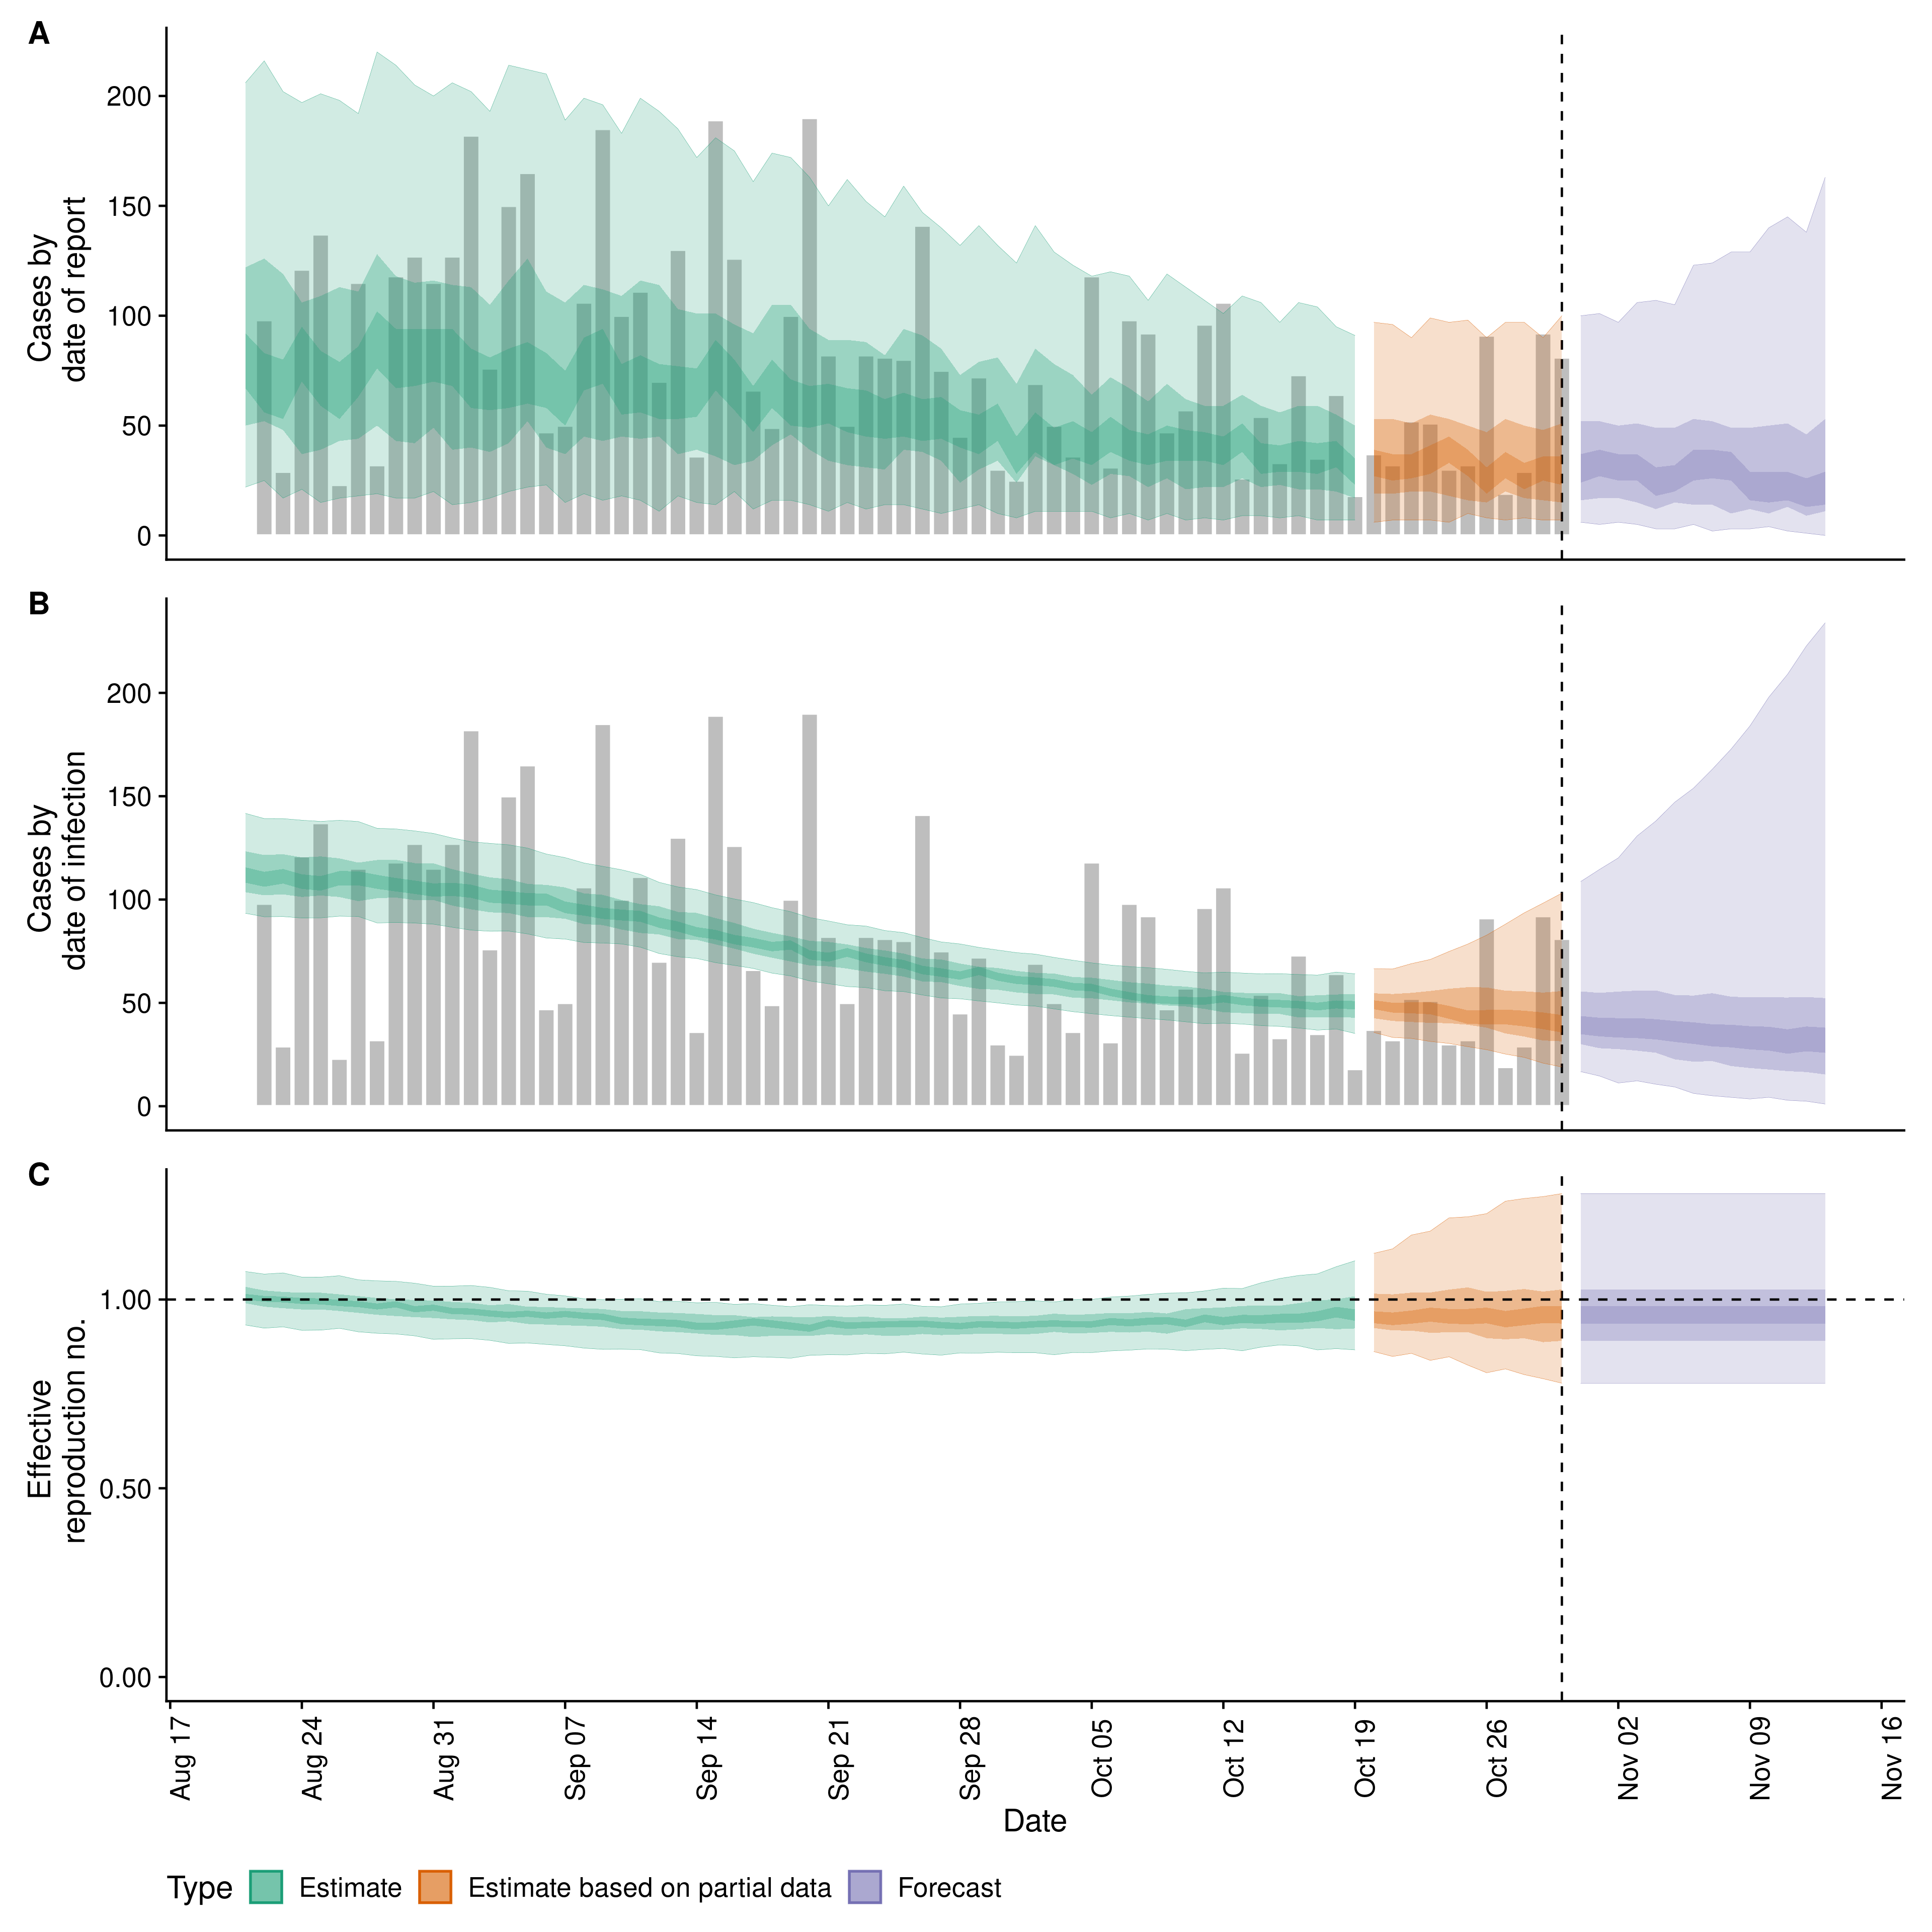 A
Cases by
date of report
200
150
100
50
0
B
Cases by
date of infection
200
150
100
50
0
C
Effective
reproduction no.
1.00
0.50
0.00
Aug 17
Aug 24
Aug 31
Sep 07
Sep 14
Sep 21
Sep 28
Oct 05
Oct 12
Oct 19
Oct 26
Nov 02
Nov 09
Nov 16
Date
Type Estimate Estimate based on partial data Forecast